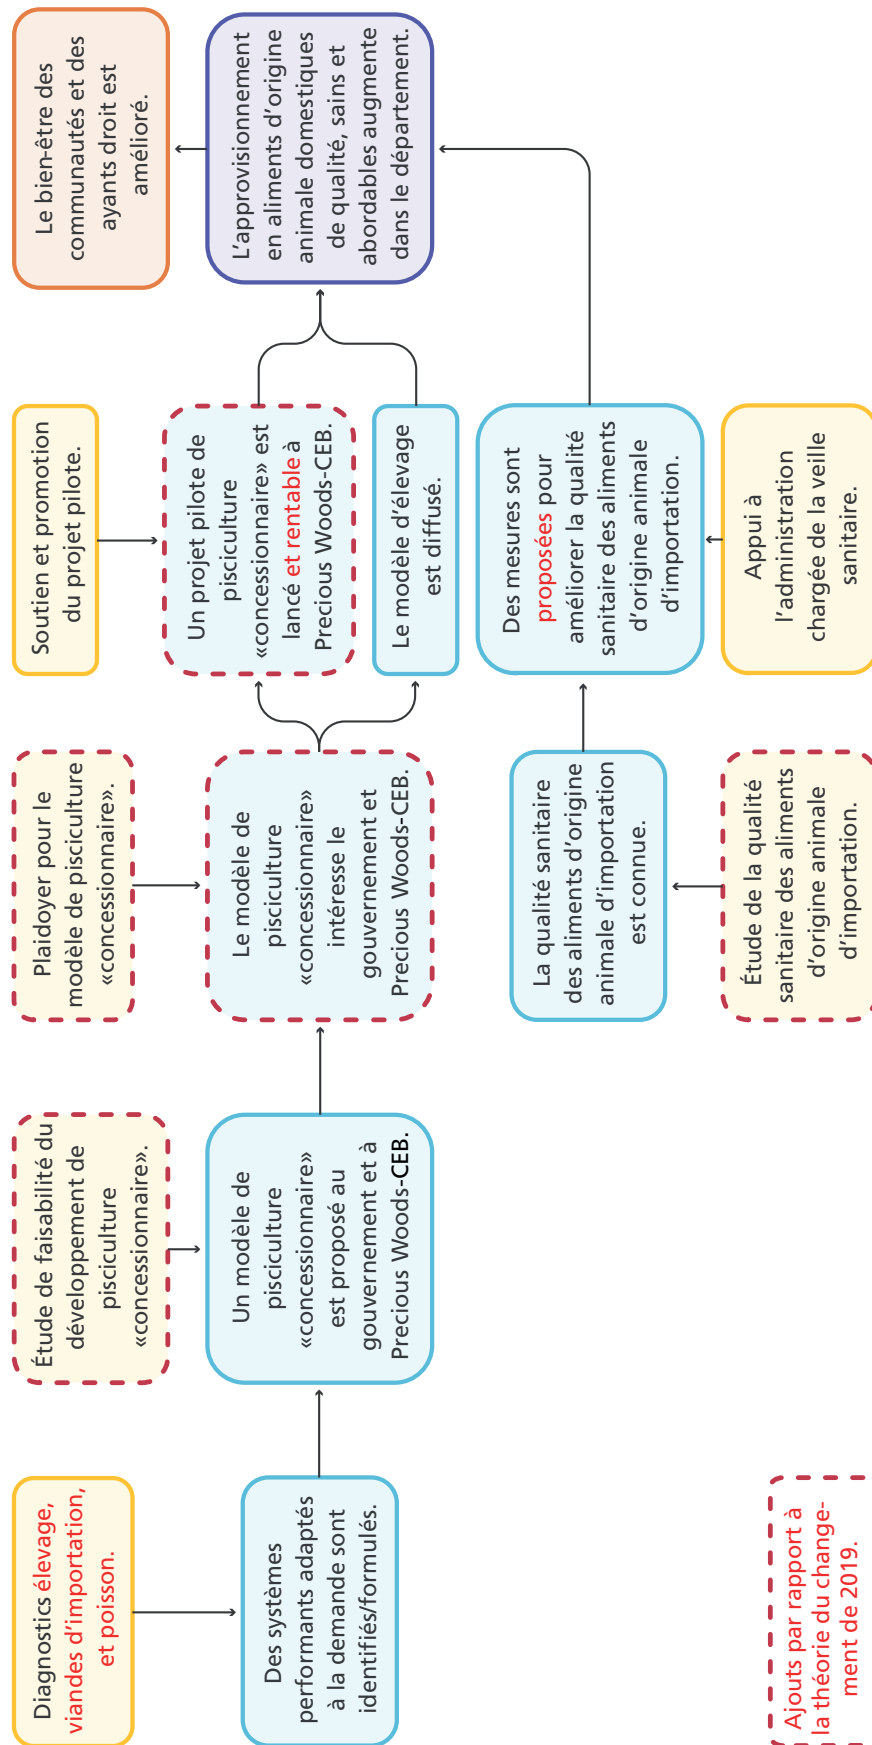 Diagnostics élevage,
viandes d'importation,
et poisson.
Des systèmes
performants adaptés
à la demande sont
identifiés/formulés.
Étude de faisabilité du
développement de
pisciculture
«concessionnaire».
Un modèle de
pisciculture
«concessionnaire»
est proposé au
gouvernement et à
Precious Woods-CEB.
Plaidoyer pour le
modèle de pisciculture
«concessionnaire».
Le modèle de
pisciculture
«concessionnaire»
intéresse le
gouvernement et
Precious Woods-CEB.
Soutien et promotion
du projet pilote.
Un projet pilote de
pisciculture
«concessionnaire» est
lancé et rentable à
Precious Woods-CEB.
Le modèle d'élevage
est diffusé.
Le bien-être des
communautés et des
ayants droit est
amélioré.
L'approvisionnement
en aliments d'origine
animale domestiques
de qualité, sains et
abordables augmente
dans le département.
La qualité sanitaire
des aliments d'origine
animale d'importation
est connue.
Étude de la qualité
sanitaire des aliments
d'origine animale
d'importation.
Des mesures sont
proposées pour
améliorer la qualité
sanitaire des aliments
d'origine animale
d'importation.
Appui à
l'administration
chargée de la veille
sanitaire.
Ajouts par rapport à
la théorie du change-
ment de 2019.